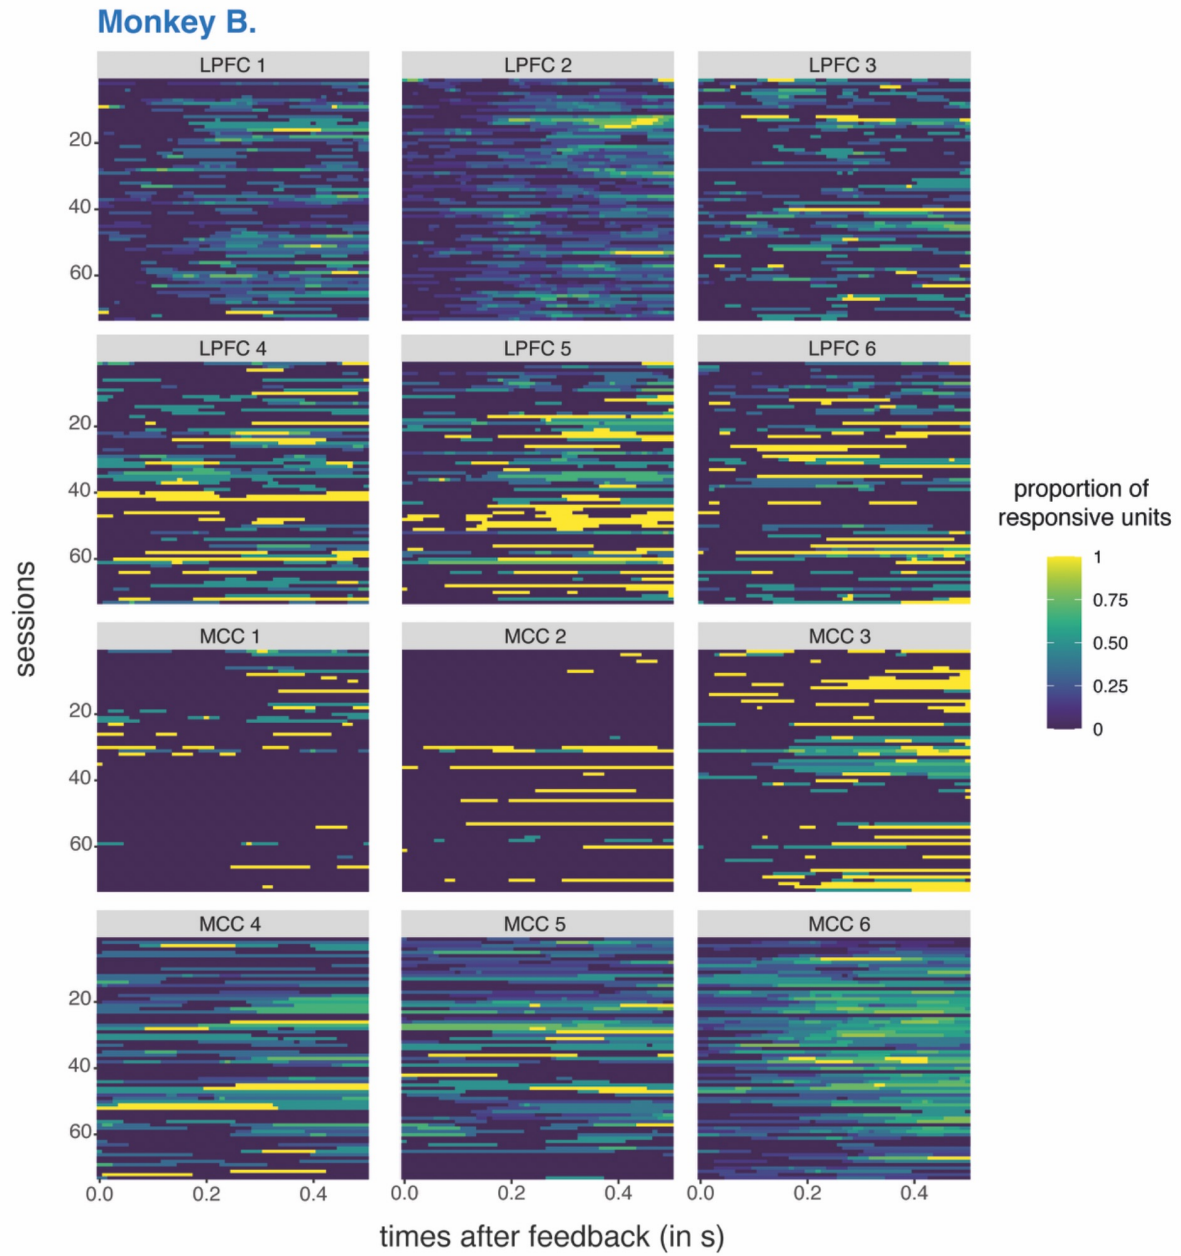 Monkey B.
LPFC 1 LPFC 2 LPFC 3
20
40
60
LPFC 4 LPFC 5 LPFC 6
20
40
60
MCC 1 MCC 2 MCC 3
20
40
60
MCC 4 MCC 5 MCC 6
20
40
60
0.0 0.2 0.4 0.0 0.2 0.4 0.0 0.2 0.4
times after feedback (in s)
sessions
proportion of
responsive units
1
0.75
0.50
0.25
0